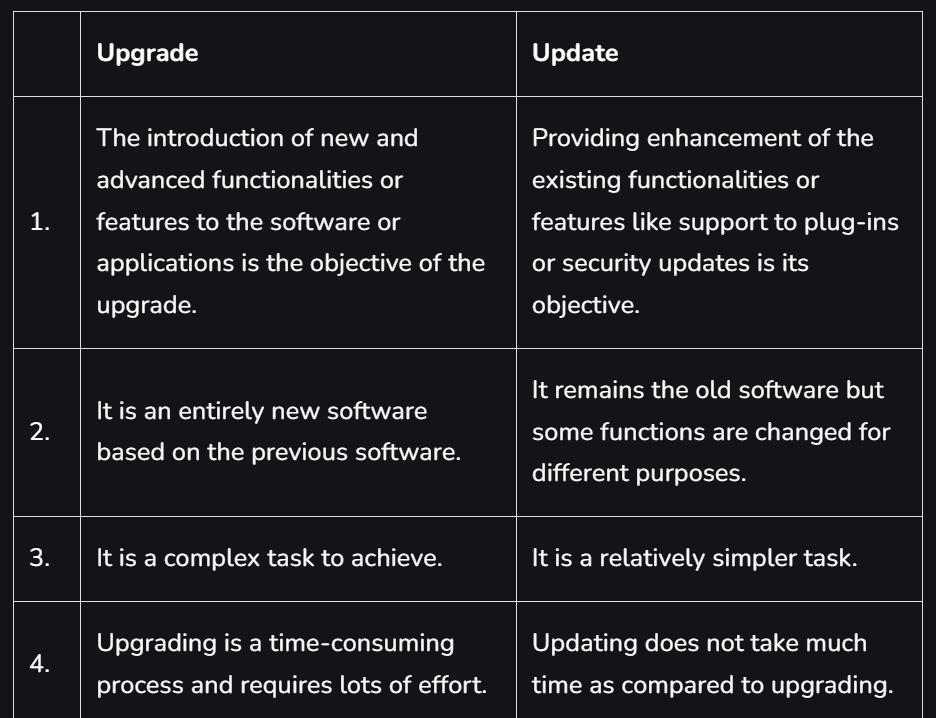 Upgrade
Update
1.
The introduction of new and
advanced functionalities or
features to the software or
applications is the objective of the
upgrade.
Providing enhancement of the
existing functionalities or
features like support to plug-ins
or security updates is its
objective.
2.
It is an entirely new software
based on the previous software.
It remains the old software but
some functions are changed for
different purposes.
3.
It is a complex task to achieve.
It is a relatively simpler task.
4.
Upgrading is a time-consuming
process and requires lots of effort.
Updating does not take much
time as compared to upgrading.